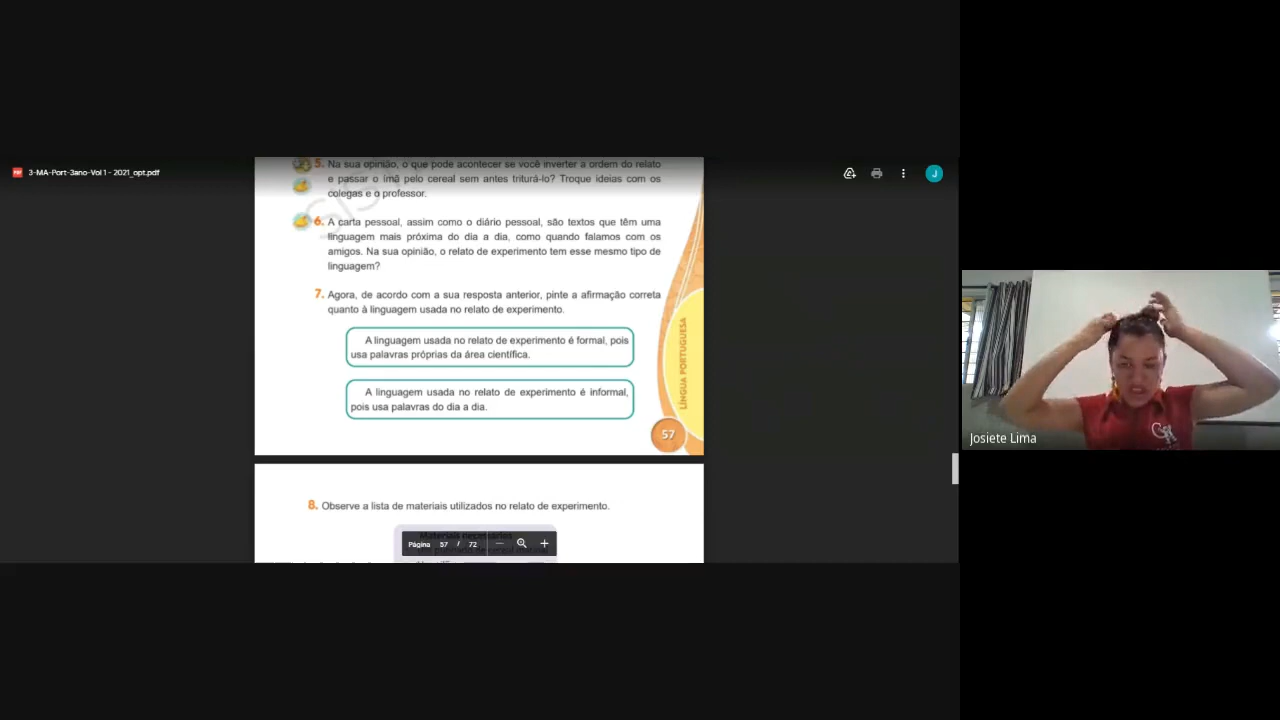 3-MA-Port-3ano-Vol 1 - 2021_opt.pdf
J
5. Na sua opinião, o que pode acontecer se você inverter a ordem do relato
e passar o ímã pelo cereal sem antes triturá-lo? Troque ideias com os
colegas e o professor.
6. A carta pessoal, assim como o diário pessoal, são textos que têm uma
linguagem mais próxima do dia a dia, como quando falamos com os
amigos. Na sua opinião, o relato de experimento tem esse mesmo tipo de
linguagem?
7. Agora, de acordo com a sua resposta anterior, pinte a afirmação correta
quanto à linguagem usada no relato de experimento.
A linguagem usada no relato de experimento é formal, pois
usa palavras próprias da área científica.
A linguagem usada no relato de experimento é informal,
pois usa palavras do dia a dia.
LÍNGUA PORTUGUESA
57
8. Observe a lista de materiais utilizados no relato de experimento.
Materiais necessários
Página 57 / 72
Josiete Lima